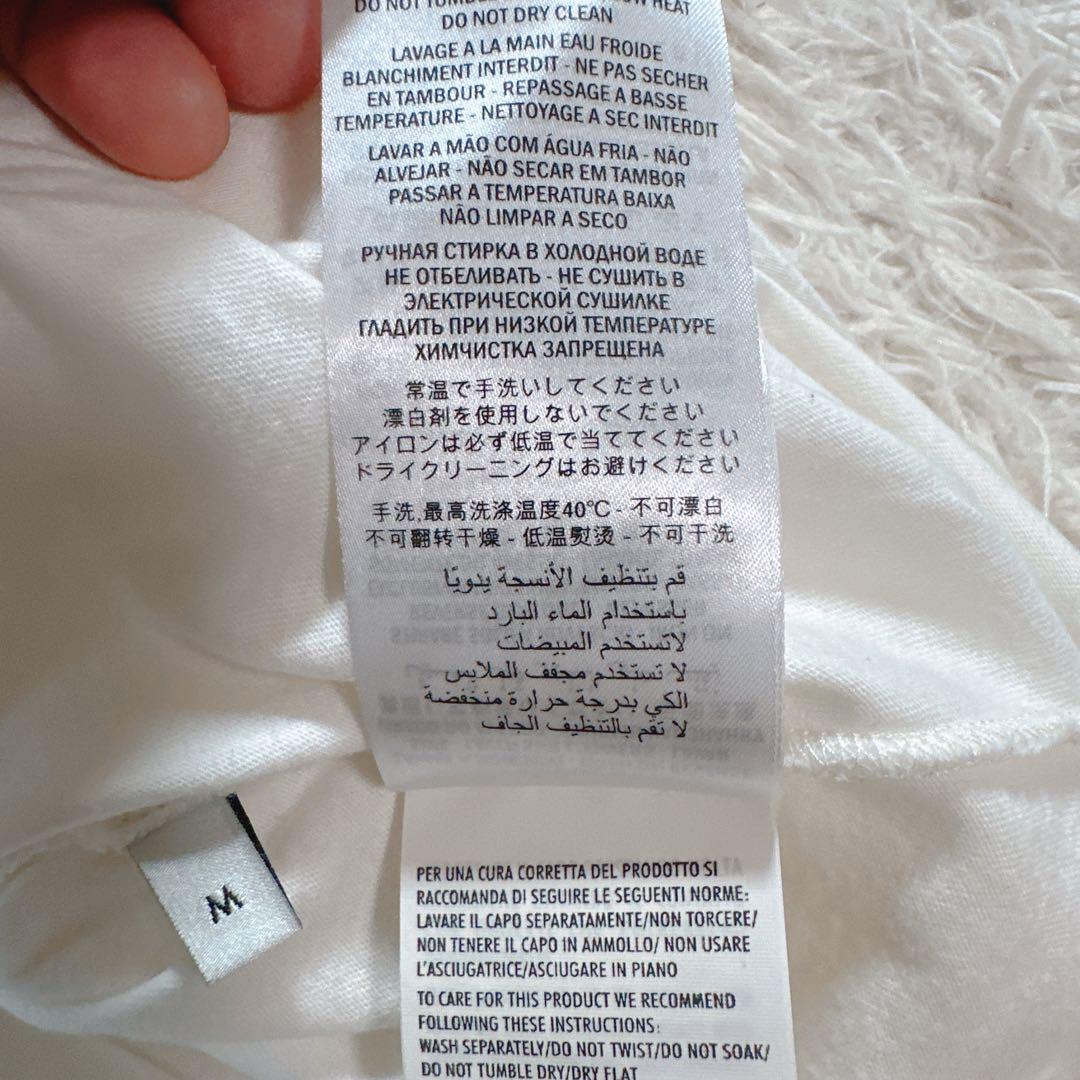 DO NOT TUMBLE HEAT
DO NOT DRY CLEAN
LAVAGE A LA MAIN EAU FROIDE
BLANCHIMENT INTERDIT - NE PAS SECHER
EN TAMBOUR - REPASSAGE A BASSE
TEMPERATURE - NETTOYAGE A SEC INTERDIT
LAVAR A MÃO COM ÁGUA FRIA - NÃO
ALVEJAR - NÃO SECAR EM TAMBOR
PASSAR A TEMPERATURA BAIXA
NÃO LIMPAR A SECO
РУЧНАЯ СТИРКА В ХОЛОДНОЙ ВОДЕ
НЕ ОТБЕЛИВАТЬ - НЕ СУШИТЬ В
ЭЛЕКТРИЧЕСКОЙ СУШИЛКЕ
ГЛАДИТЬ ПРИ НИЗКОЙ ТЕМПЕРАТУРЕ
ХИМЧИСТКА ЗАПРЕЩЕНА
常温で手洗いしてください
漂白剤を使用しないでください
アイロンは必ず低温で当ててください
ドライクリーニングはお避けください
手洗,最高洗涤温度40℃ - 不可漂白
不可翻转干燥 - 低温熨烫 - 不可干洗
قم بتنظيف الأنسجة يدويًا
باستخدام الماء البارد
لاتستخدم المبيضات
لا تستخدم مجفف الملابس
الكي بدرجة حرارة منخفضة
لا تقم بالتنظيف الجاف
M
PER UNA CURA CORRETTA DEL PRODOTTO SI
RACCOMANDA DI SEGUIRE LE SEGUENTI NORME:
LAVARE IL CAPO SEPARATAMENTE/NON TORCERE/
NON TENERE IL CAPO IN AMMOLLO/ NON USARE
L'ASCIUGATRICE/ASCIUGARE IN PIANO
TO CARE FOR THIS PRODUCT WE RECOMMEND
FOLLOWING THESE INSTRUCTIONS:
WASH SEPARATELY/DO NOT TWIST/DO NOT SOAK/
DO NOT TUMBLE DRY/DRY FLAT